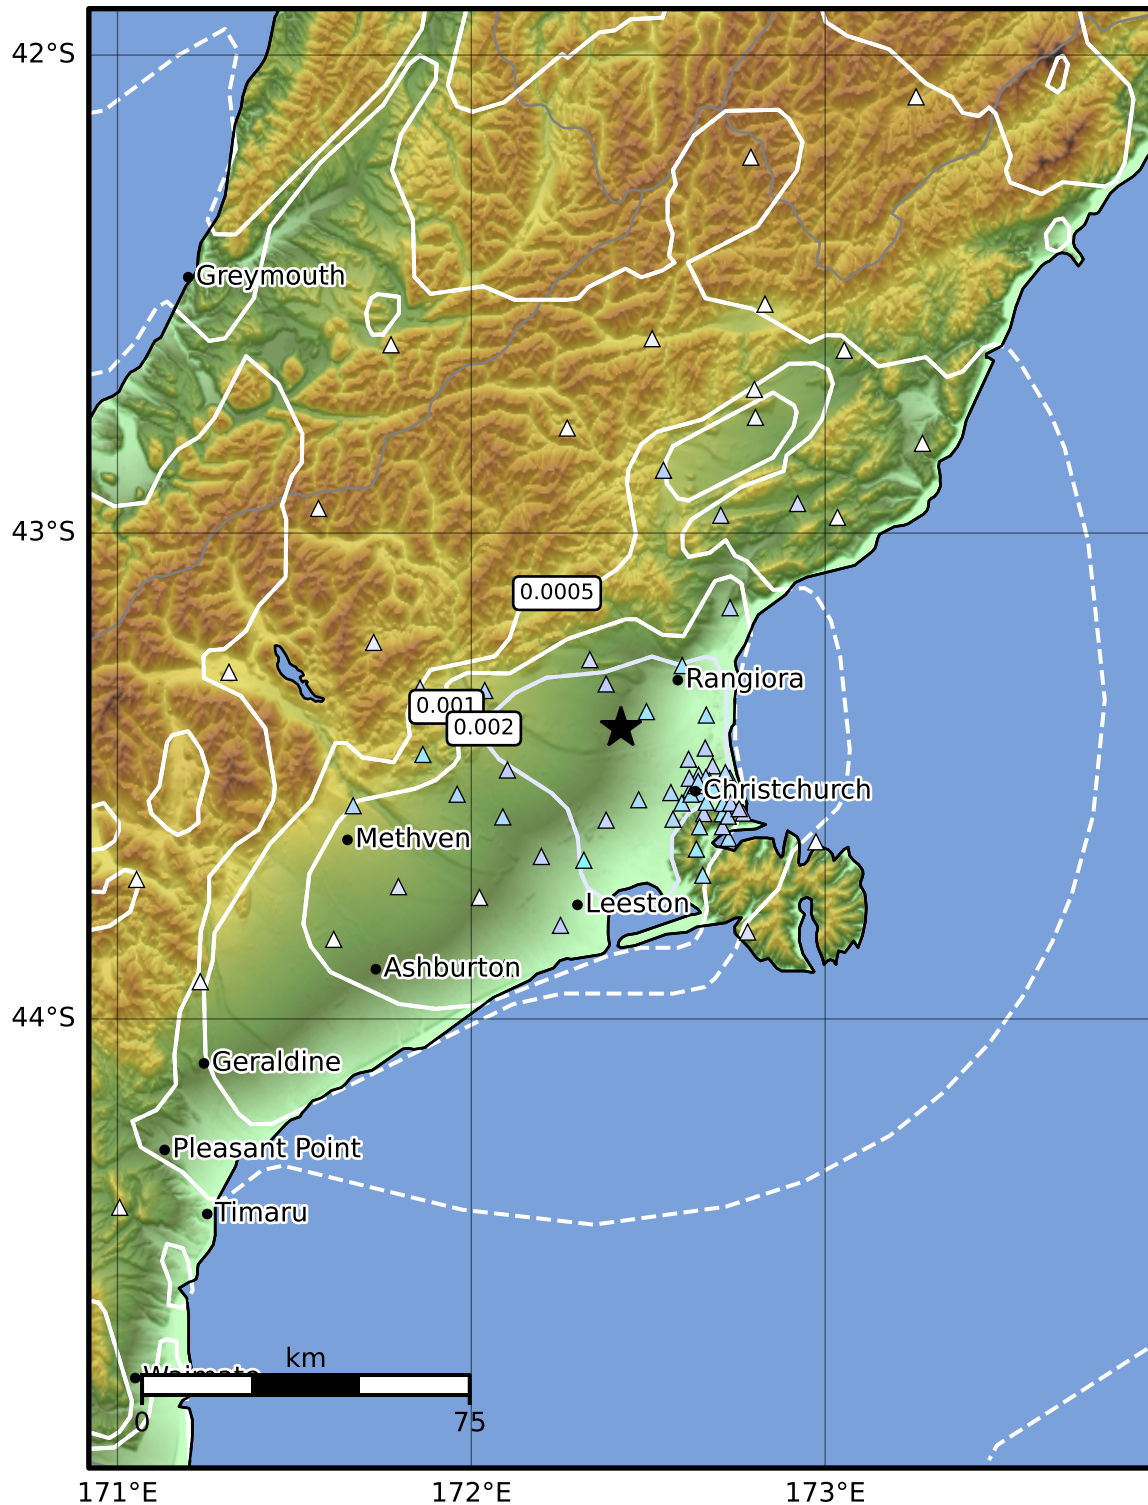 42°S
Greymouth
43°S
0.0005
Rangiora
0.001
0.002
Christchurch
Methven
Leeston
Ashburton
44°S
Geraldine
Pleasant Point
Timaru
km
Waimate
0
75
171°E
172°E
173°E